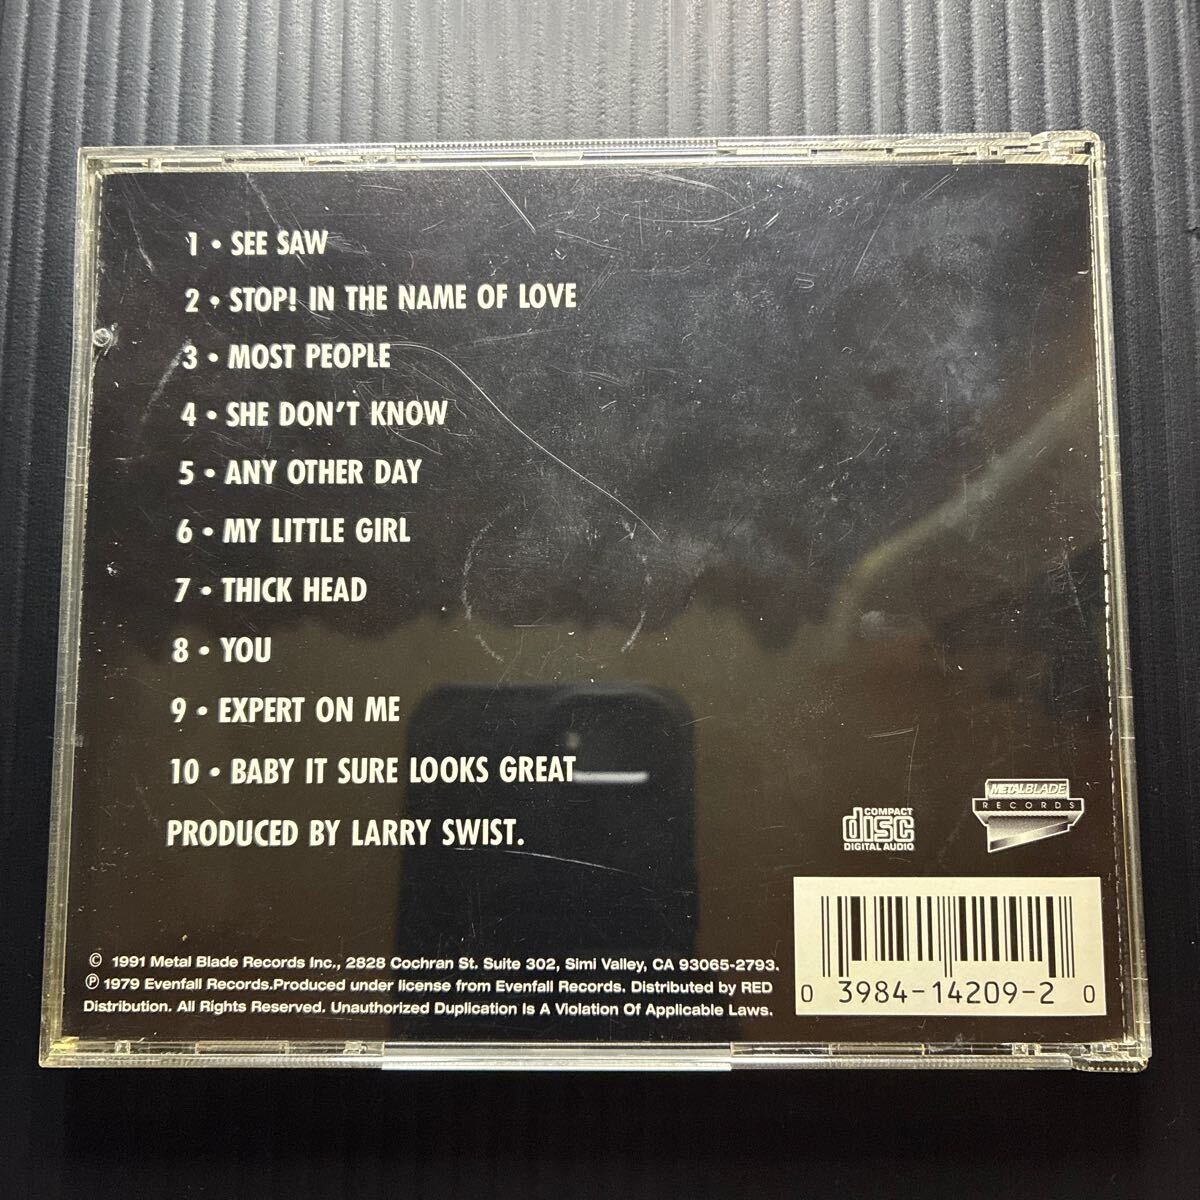 1 • SEE SAW
2 • STOP! IN THE NAME OF LOVE
3 • MOST PEOPLE
4 • SHE DON'T KNOW
5 • ANY OTHER DAY
6 • MY LITTLE GIRL
7 • THICK HEAD
8 • YOU
9 • EXPERT ON ME
10 • BABY IT SURE LOOKS GREAT
PRODUCED BY LARRY SWIST.
COMPACT
disc
DIGITAL AUDIO
METALBLADE
RECORDS
© 1991 Metal Blade Records Inc., 2828 Cochran St. Suite 302, Simi Valley, CA 93065-2793.
℗ 1979 Evenfall Records.Produced under license from Evenfall Records. Distributed by RED
Distribution. All Rights Reserved. Unauthorized Duplication Is A Violation Of Applicable Laws.
0 3984-14209-2 0